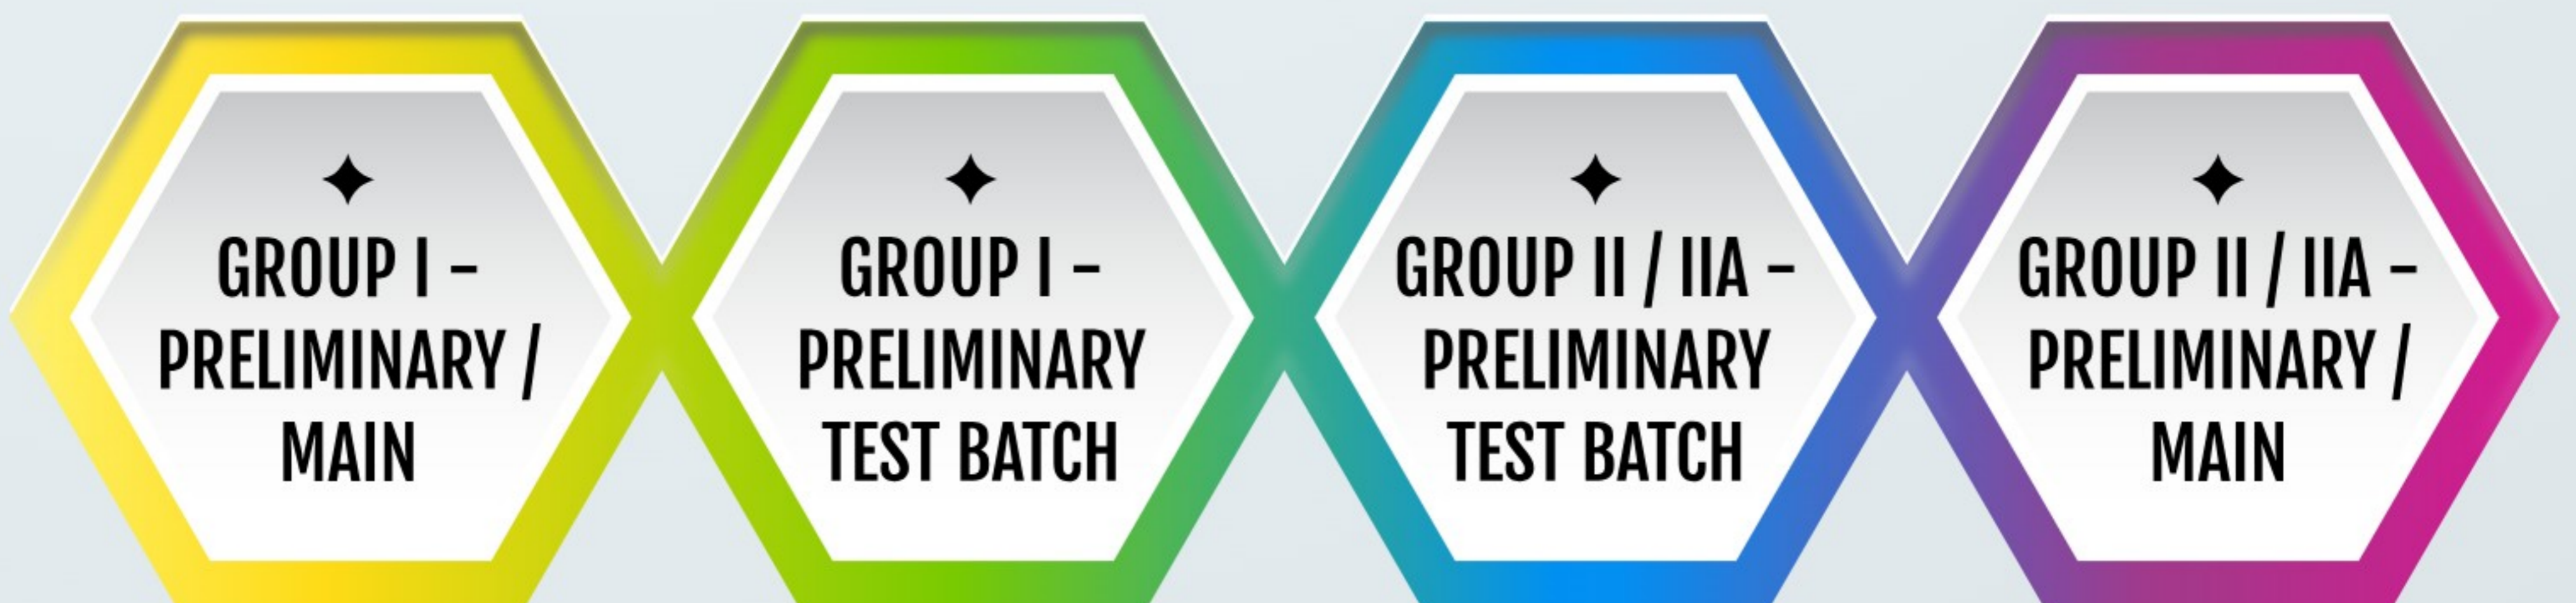 GROUP I –
PRELIMINARY /
MAIN
GROUP I –
PRELIMINARY
TEST BATCH
GROUP II / IIA –
PRELIMINARY
TEST BATCH
GROUP II / IIA –
PRELIMINARY /
MAIN